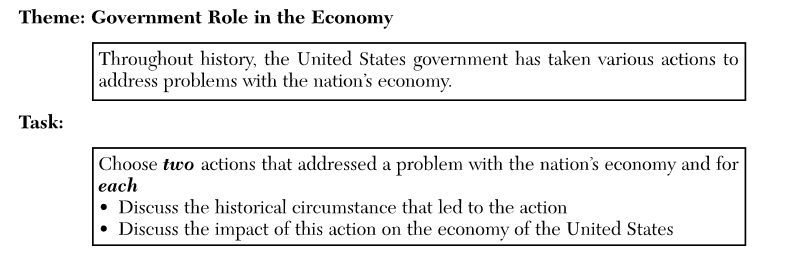 Theme: Government Role in the Economy
Throughout history, the United States government has taken various actions to
address problems with the nation's economy.
Task:
Choose two actions that addressed a problem with the nation's economy and for
each
• Discuss the historical circumstance that led to the action
• Discuss the impact of this action on the economy of the United States